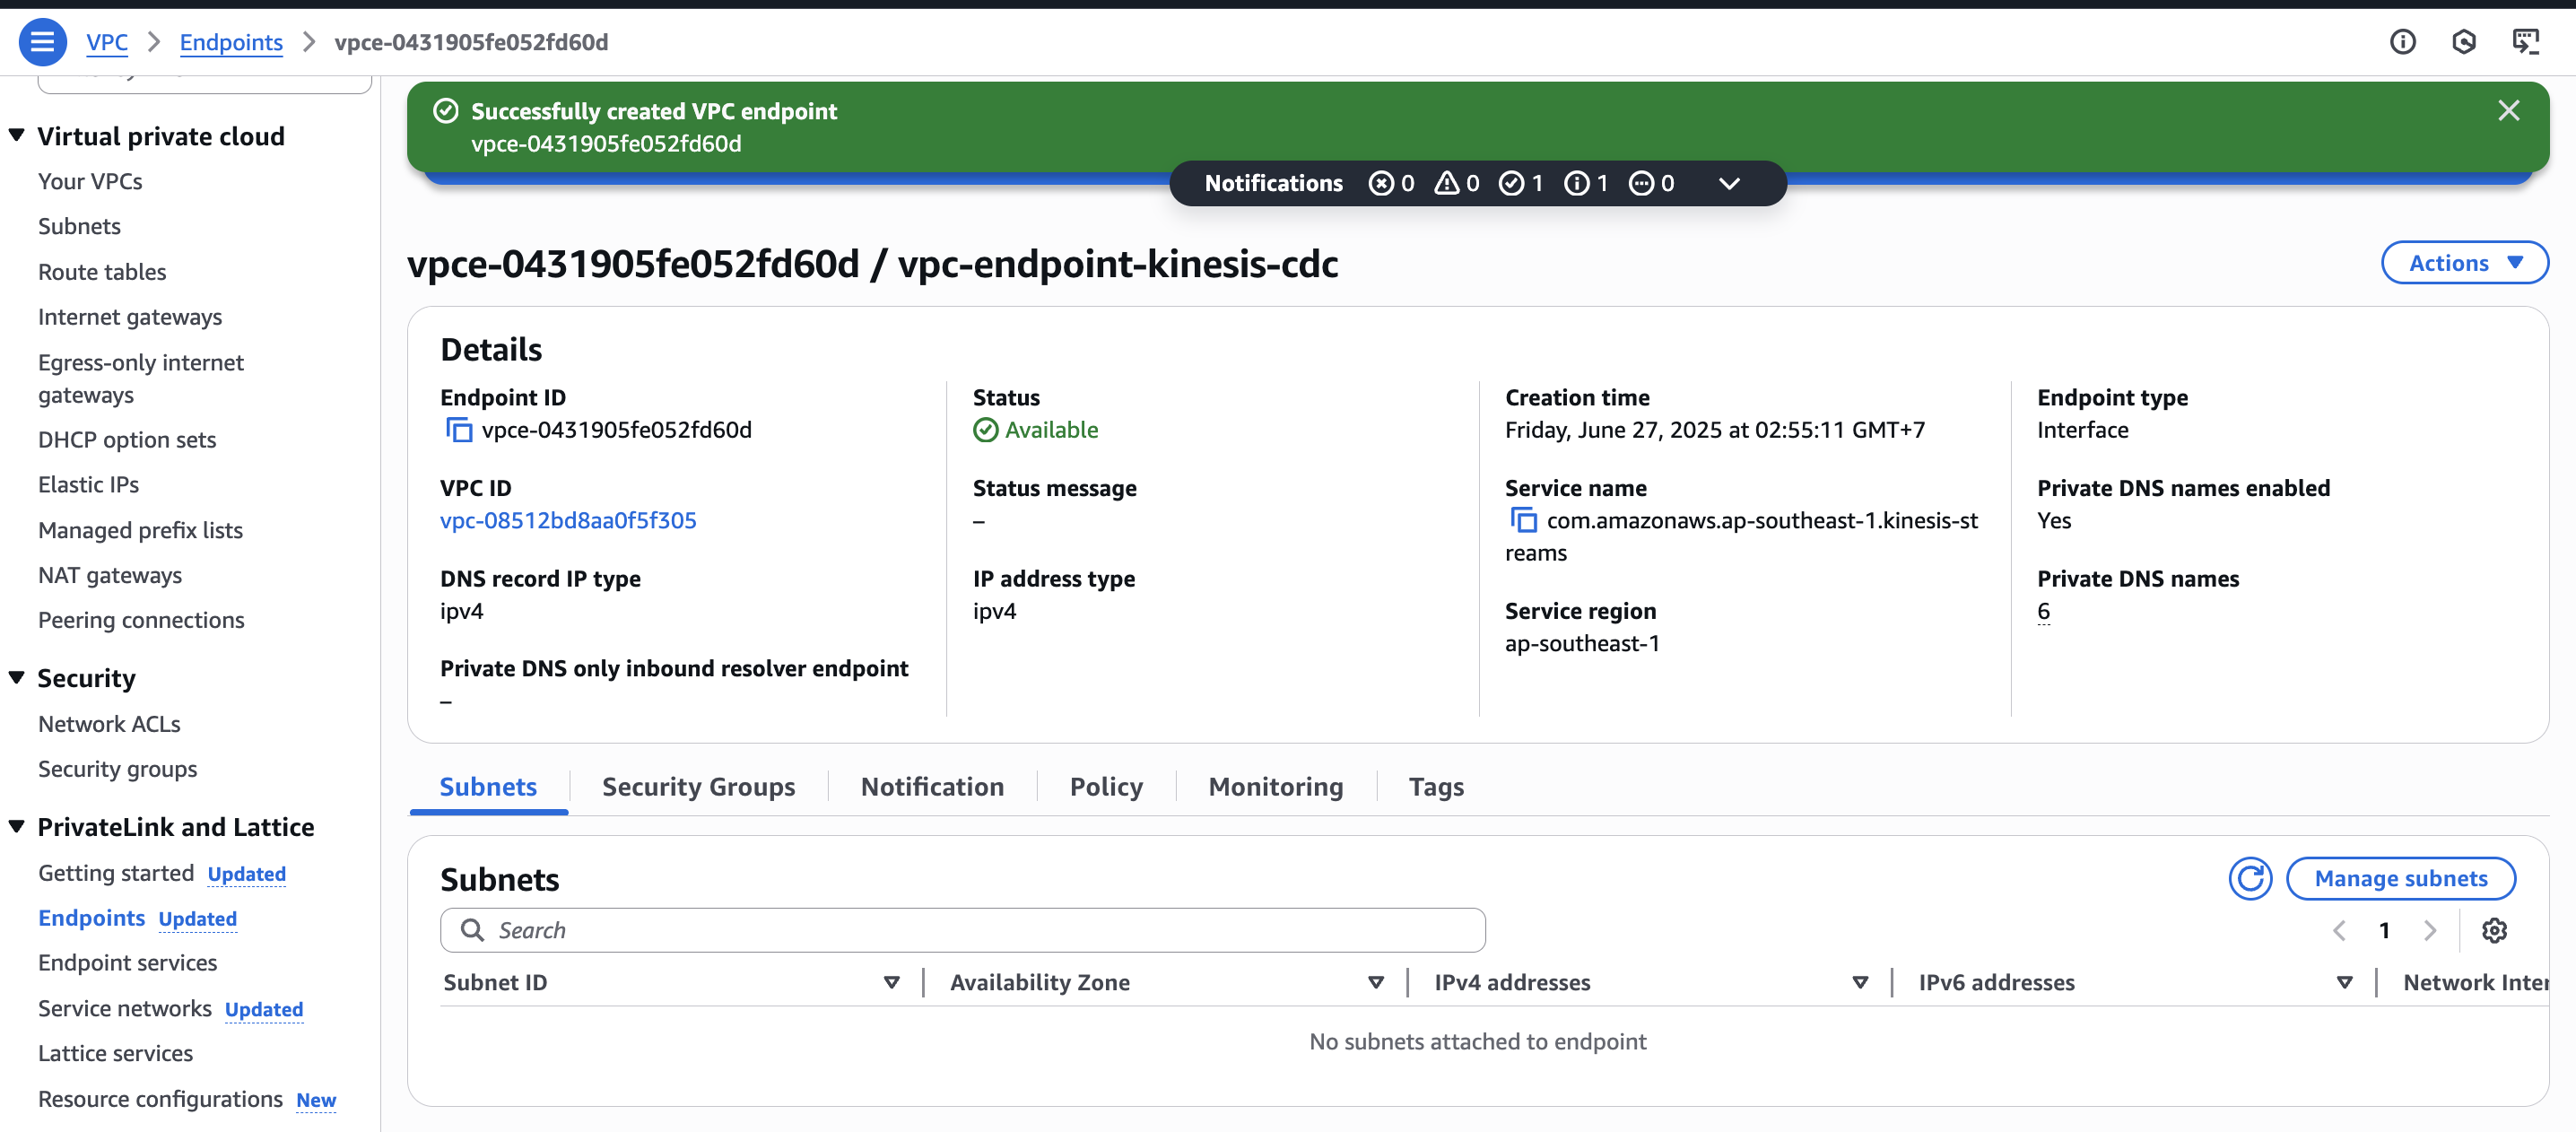 VPC > Endpoints > vpce-0431905fe052fd60d
Virtual private cloud
Your VPCs
Subnets
Route tables
Internet gateways
Egress-only internet
gateways
DHCP option sets
Elastic IPs
Managed prefix lists
NAT gateways
Peering connections
Security
Network ACLs
Security groups
PrivateLink and Lattice
Getting started Updated
Endpoints Updated
Endpoint services
Service networks Updated
Lattice services
Resource configurations New
Successfully created VPC endpoint
vpce-0431905fe052fd60d
Notifications 0 0 1 1 0
vpce-0431905fe052fd60d / vpc-endpoint-kinesis-cdc
Actions
Details
Endpoint ID
vpce-0431905fe052fd60d
VPC ID
vpc-08512bd8aa0f5f305
DNS record IP type
ipv4
Private DNS only inbound resolver endpoint
–
Status
Available
Status message
–
IP address type
ipv4
Creation time
Friday, June 27, 2025 at 02:55:11 GMT+7
Service name
com.amazonaws.ap-southeast-1.kinesis-st
reams
Service region
ap-southeast-1
Endpoint type
Interface
Private DNS names enabled
Yes
Private DNS names
6
Subnets Security Groups Notification Policy Monitoring Tags
Subnets
Manage subnets
Search
1
Subnet ID Availability Zone IPv4 addresses IPv6 addresses Network Inter
No subnets attached to endpoint